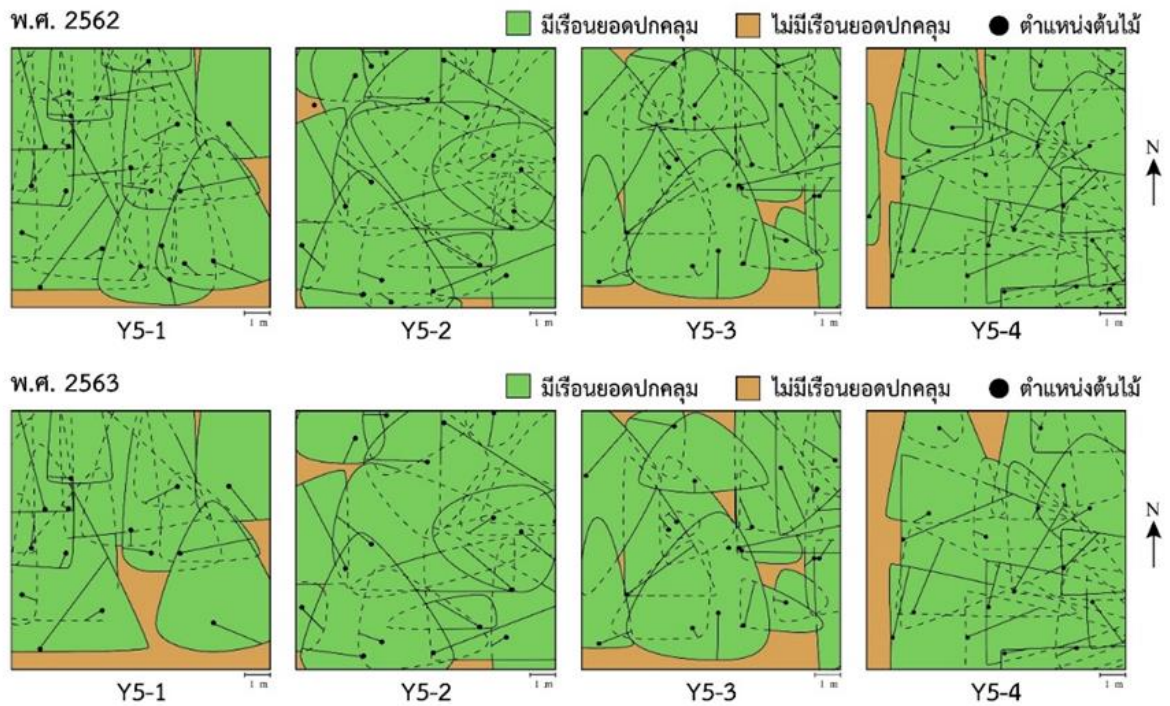 พ.ศ. 2562
มีเรือนยอดปกคลุม ไม่มีเรือนยอดปกคลุม ตำแหน่งต้นไม้
N
1 m 1 m 1 m 1 m
Y5-1 Y5-2 Y5-3 Y5-4
พ.ศ. 2563
มีเรือนยอดปกคลุม ไม่มีเรือนยอดปกคลุม ตำแหน่งต้นไม้
N
1 m 1 m 1 m 1 m
Y5-1 Y5-2 Y5-3 Y5-4